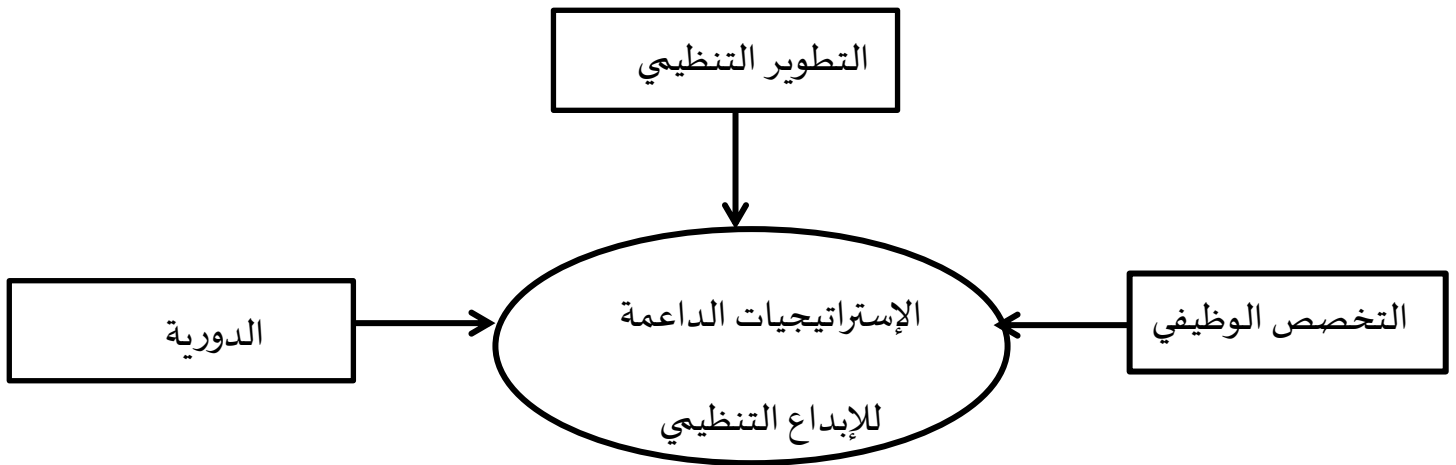 التطوير التنظيمي
التخصص الوظيفي
الإستراتيجيات الداعمة
للإبداع التنظيمي
الدورية